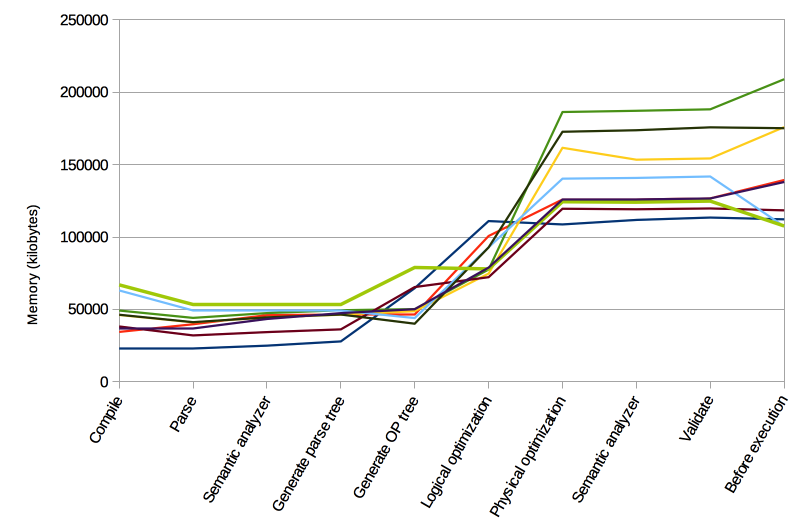 250000
200000
150000
100000
50000
0
Memory (kilobytes)
Compile
Parse
Semantic analyzer
Generate parse tree
Generate OP tree
Logical optimization
Physical optimization
Semantic analyzer
Validate
Before execution